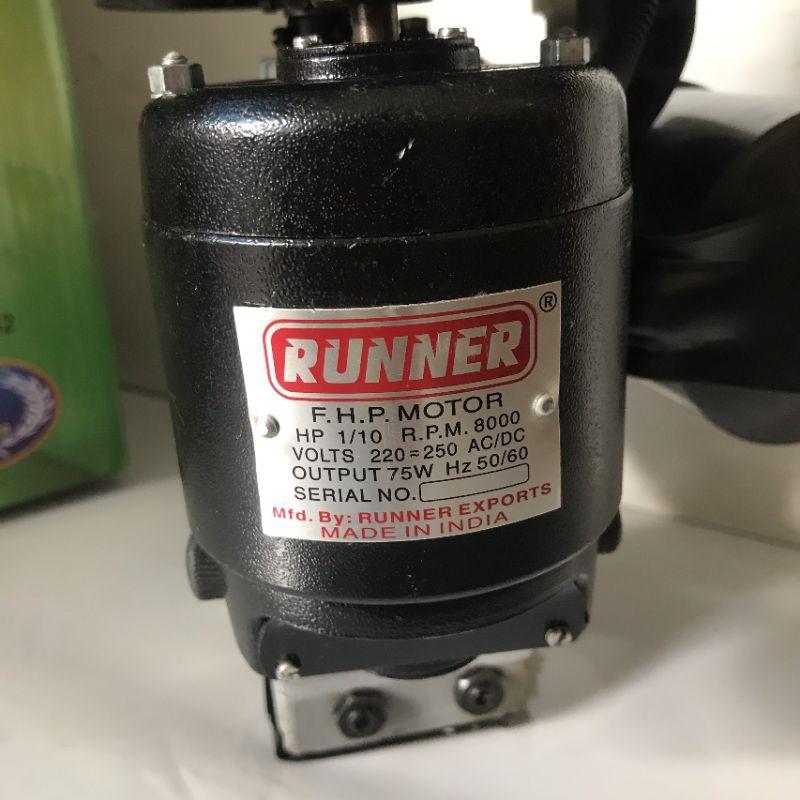 RUNNER ®
F.H.P. MOTOR
HP 1/10 R.P.M. 8000
VOLTS 220≈250 AC/DC
OUTPUT 75W Hz 50/60
SERIAL NO.
Mfd. By: RUNNER EXPORTS
MADE IN INDIA